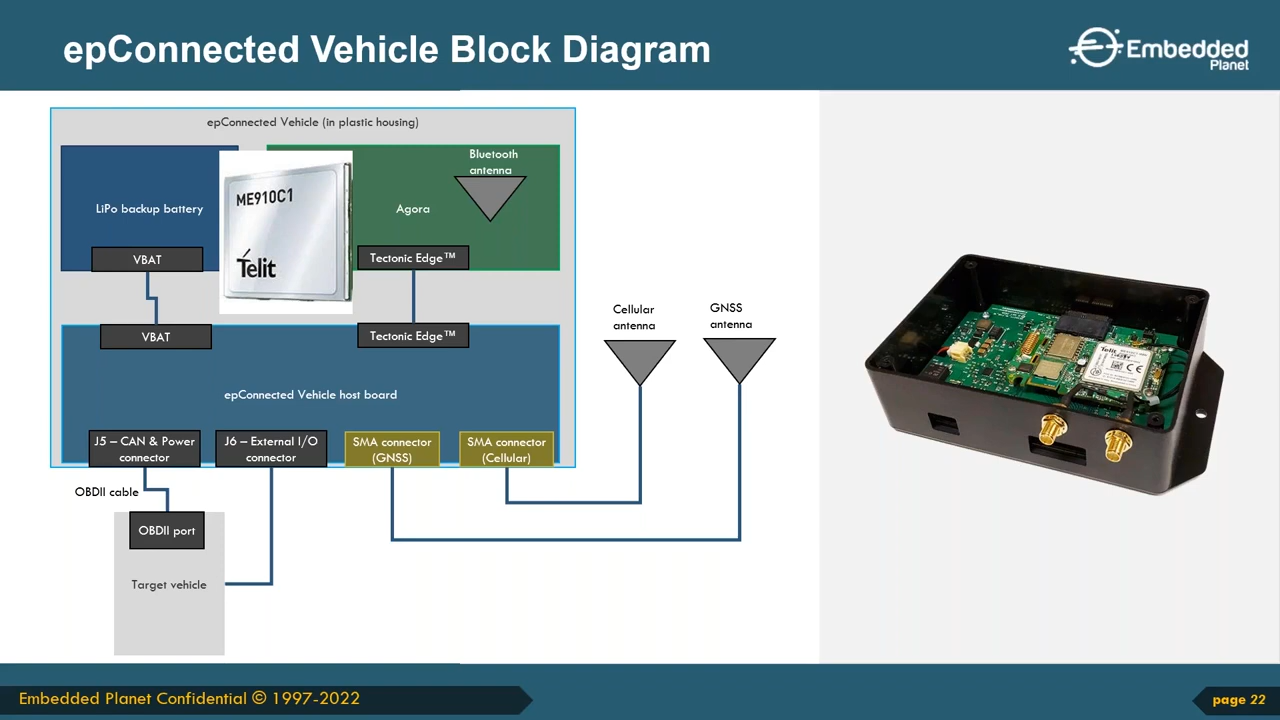 epConnected Vehicle Block Diagram
Embedded
Planet
epConnected Vehicle (in plastic housing)
LiPo backup battery
VBAT
ME910C1
Telit
Bluetooth
antenna
Agora
Tectonic Edge™
VBAT
Tectonic Edge™
epConnected Vehicle host board
J5 – CAN & Power
connector
J6 – External I/O
connector
SMA connector
(GNSS)
SMA connector
(Cellular)
Cellular
antenna
GNSS
antenna
OBDII cable
OBDII port
Target vehicle
Telit
CE
Embedded Planet Confidential © 1997-2022
page 22